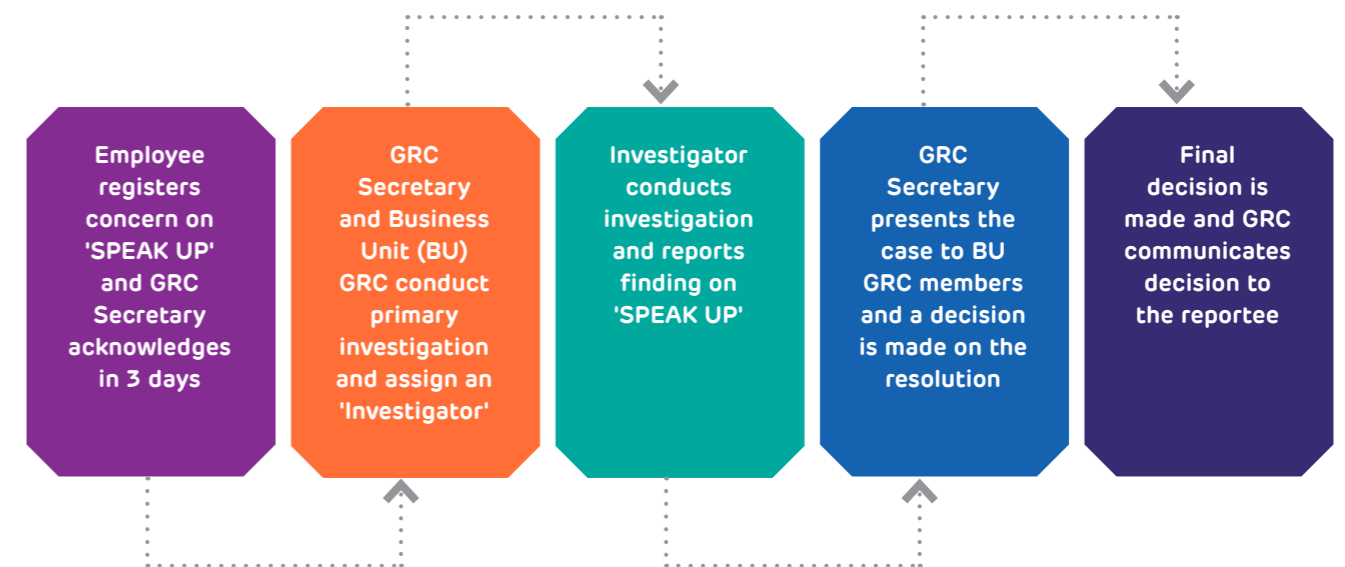 Employee
registers
concern on
'SPEAK UP'
and GRC
Secretary
acknowledges
in 3 days
GRC
Secretary
and Business
Unit (BU)
GRC conduct
primary
investigation
and assign an
'Investigator'
Investigator
conducts
investigation
and reports
finding on
'SPEAK UP'
GRC
Secretary
presents the
case to BU
GRC members
and a decision
is made on the
resolution
Final
decision is
made and GRC
communicates
decision to
the reportee